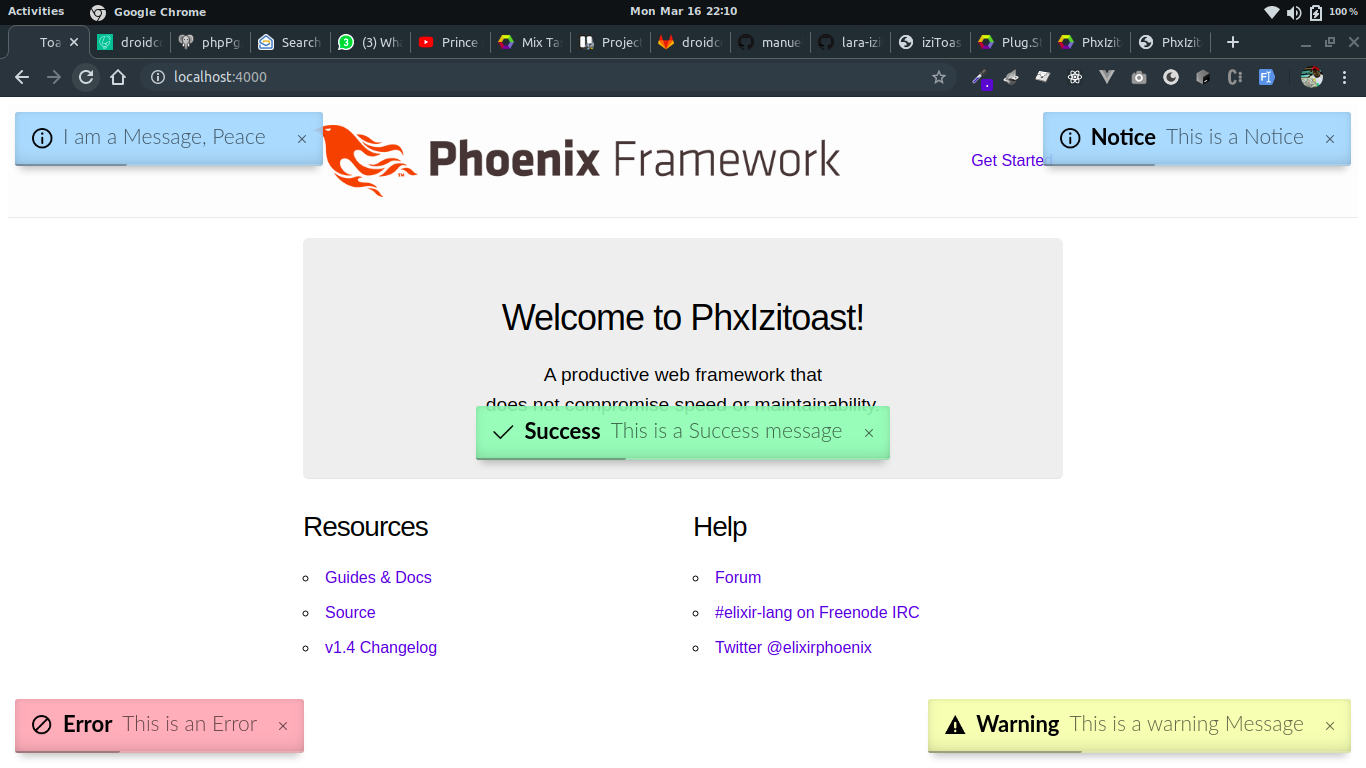 Activities Google Chrome Mon Mar 16 22:10 100 %
Toa droidco phpPg Search (3) Wha Prince Mix Ta Project droidco manue lara-izi iziToas Plug.S PhxIzit PhxIzit
localhost:4000
I am a Message, Peace ×
Phoenix Framework ™
Get Started
Notice This is a Notice ×
Welcome to PhxIzitoast!
A productive web framework that
does not compromise speed or maintainability.
Success This is a Success message ×
Resources
Guides & Docs
Source
v1.4 Changelog
Help
Forum
#elixir-lang on Freenode IRC
Twitter @elixirphoenix
Error This is an Error ×
Warning This is a warning Message ×